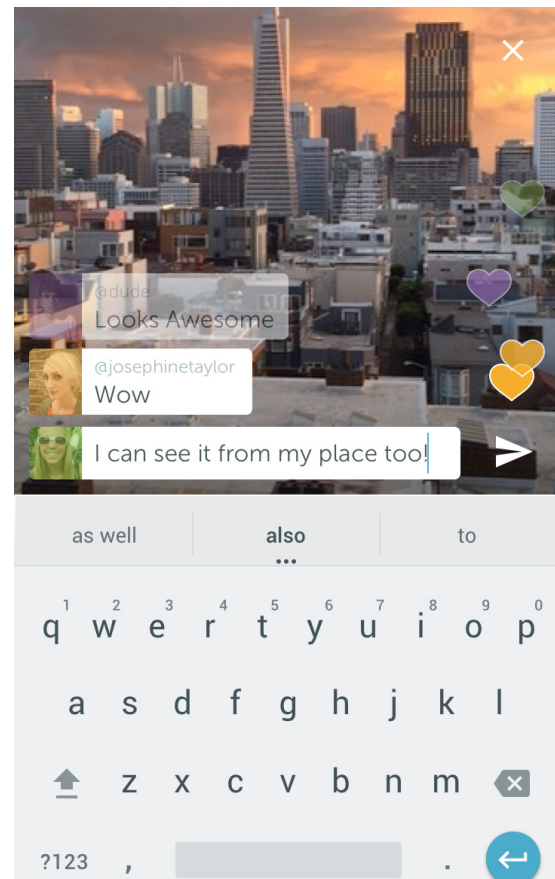 @dude
Looks Awesome
@josephinetaylor
Wow
I can see it from my place too!
as well also to
1 2 3 4 5 6 7 8 9 0
q w e r t y u i o p
a s d f g h j k l
z x c v b n m
?123 , .